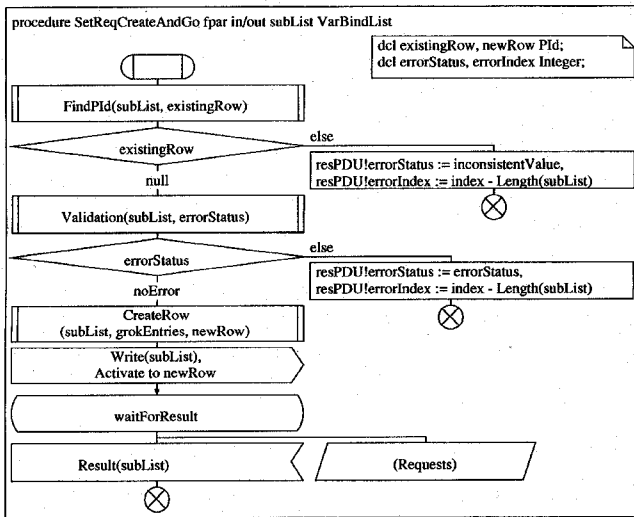 procedure SetReqCreateAndGo fpar in/out subList VarBindList
dcl existingRow, newRow PId;
dcl errorStatus, errorIndex Integer;
FindPId(subList, existingRow)
existingRow
else
null
resPDU!errorStatus := inconsistentValue,
resPDU!errorIndex := index - Length(subList)
Validation(subList, errorStatus)
errorStatus
else
noError
resPDU!errorStatus := errorStatus,
resPDU!errorIndex := index - Length(subList)
CreateRow
(subList, grokEntries, newRow)
Write(subList),
Activate to newRow
waitForResult
Result(subList)
(Requests)